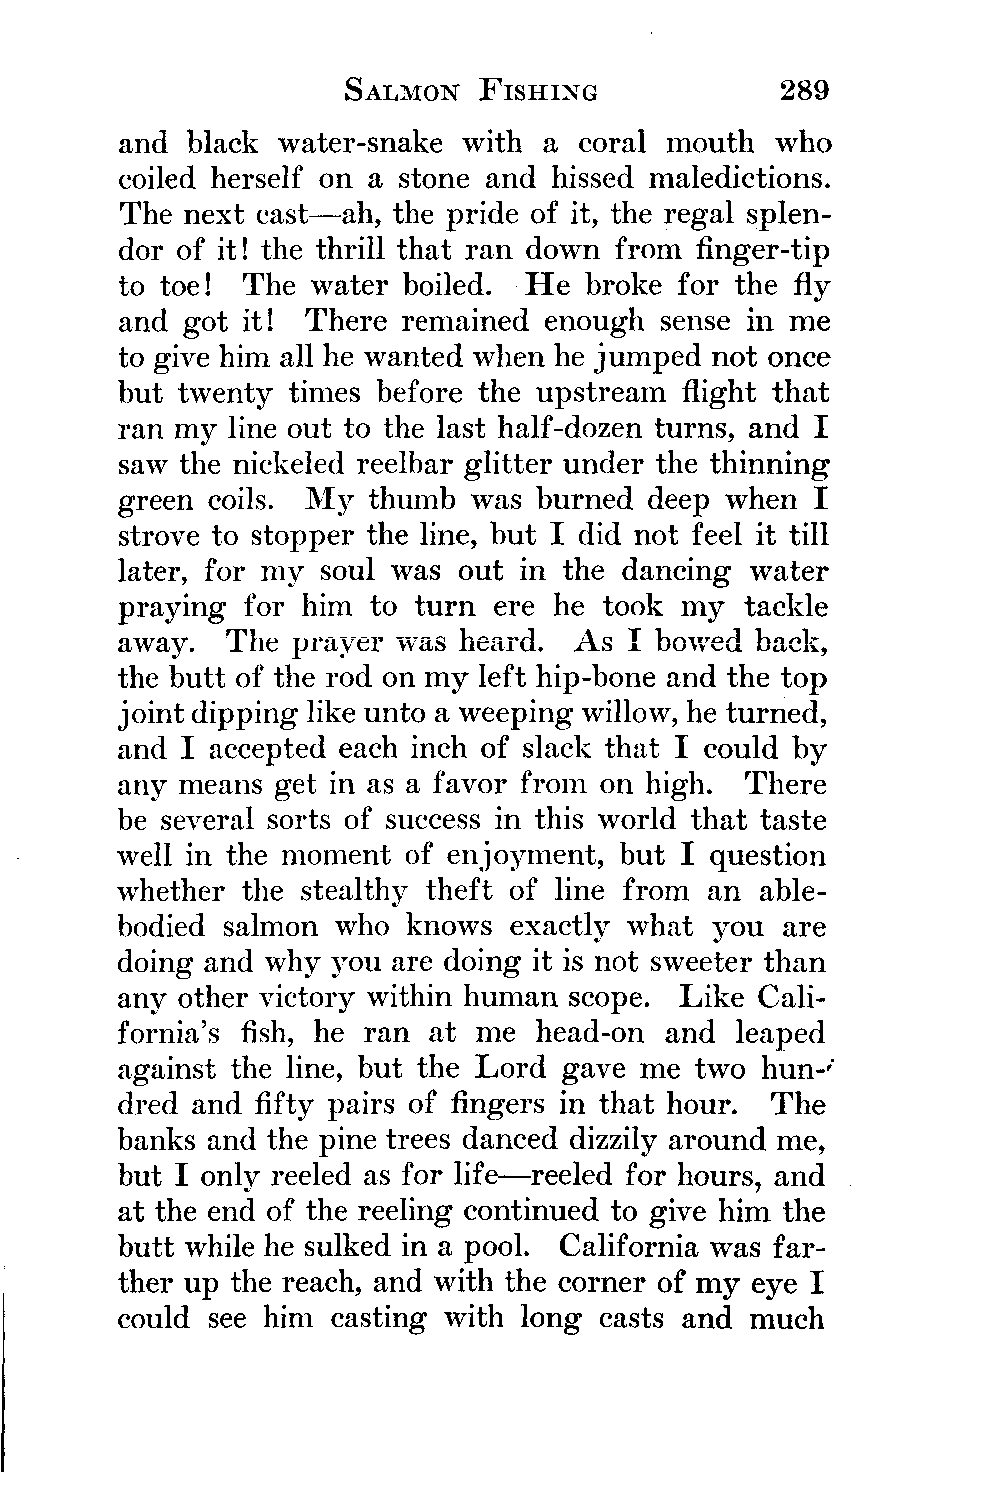 SALMON FISHING 289
and black water-snake with a coral mouth who
coiled herself on a stone and hissed maledictions.
The next cast—ah, the pride of it, the regal splen-
dor of it! the thrill that ran down from finger-tip
to toe! The water boiled. He broke for the fly
and got it! There remained enough sense in me
to give him all he wanted when he jumped not once
but twenty times before the upstream flight that
ran my line out to the last half-dozen turns, and I
saw the nickeled reelbar glitter under the thinning
green coils. My thumb was burned deep when I
strove to stopper the line, but I did not feel it till
later, for my soul was out in the dancing water
praying for him to turn ere he took my tackle
away. The prayer was heard. As I bowed back,
the butt of the rod on my left hip-bone and the top
joint dipping like unto a weeping willow, he turned,
and I accepted each inch of slack that I could by
any means get in as a favor from on high. There
be several sorts of success in this world that taste
well in the moment of enjoyment, but I question
whether the stealthy theft of line from an able-
bodied salmon who knows exactly what you are
doing and why you are doing it is not sweeter than
any other victory within human scope. Like Cali-
fornia's fish, he ran at me head-on and leaped
against the line, but the Lord gave me two hun-
dred and fifty pairs of fingers in that hour. The
banks and the pine trees danced dizzily around me,
but I only reeled as for life—reeled for hours, and
at the end of the reeling continued to give him the
butt while he sulked in a pool. California was far-
ther up the reach, and with the corner of my eye I
could see him casting with long casts and much